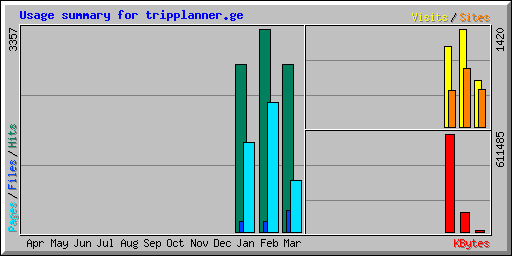 Usage summary for tripplanner.ge
Visits/Sites
3357
1420
Pages/Files/Hits
611485
Apr May Jun Jul Aug Sep Oct Nov Dec Jan Feb Mar
KBytes